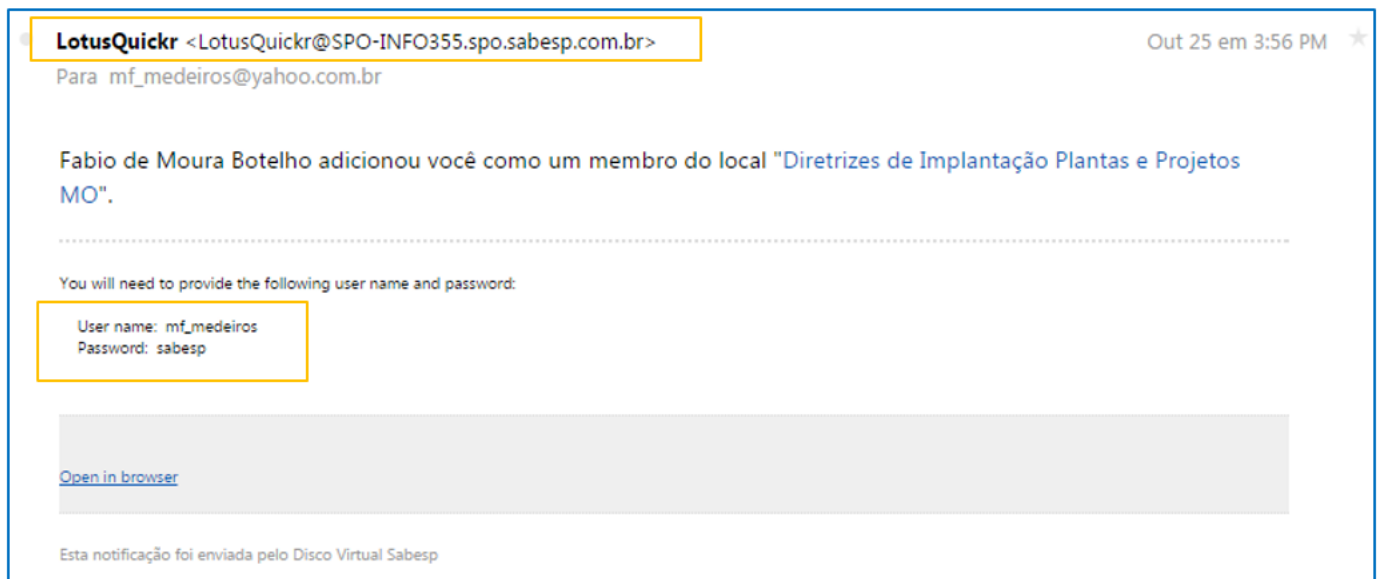 LotusQuickr <LotusQuickr@SPO-INFO355.spo.sabesp.com.br>
Out 25 em 3:56 PM
Para mf_medeiros@yahoo.com.br
Fabio de Moura Botelho adicionou você como um membro do local "Diretrizes de Implantação Plantas e Projetos
MO".
You will need to provide the following user name and password:
User name: mf_medeiros
Password: sabesp
Open in browser
Esta notificação foi enviada pelo Disco Virtual Sabesp